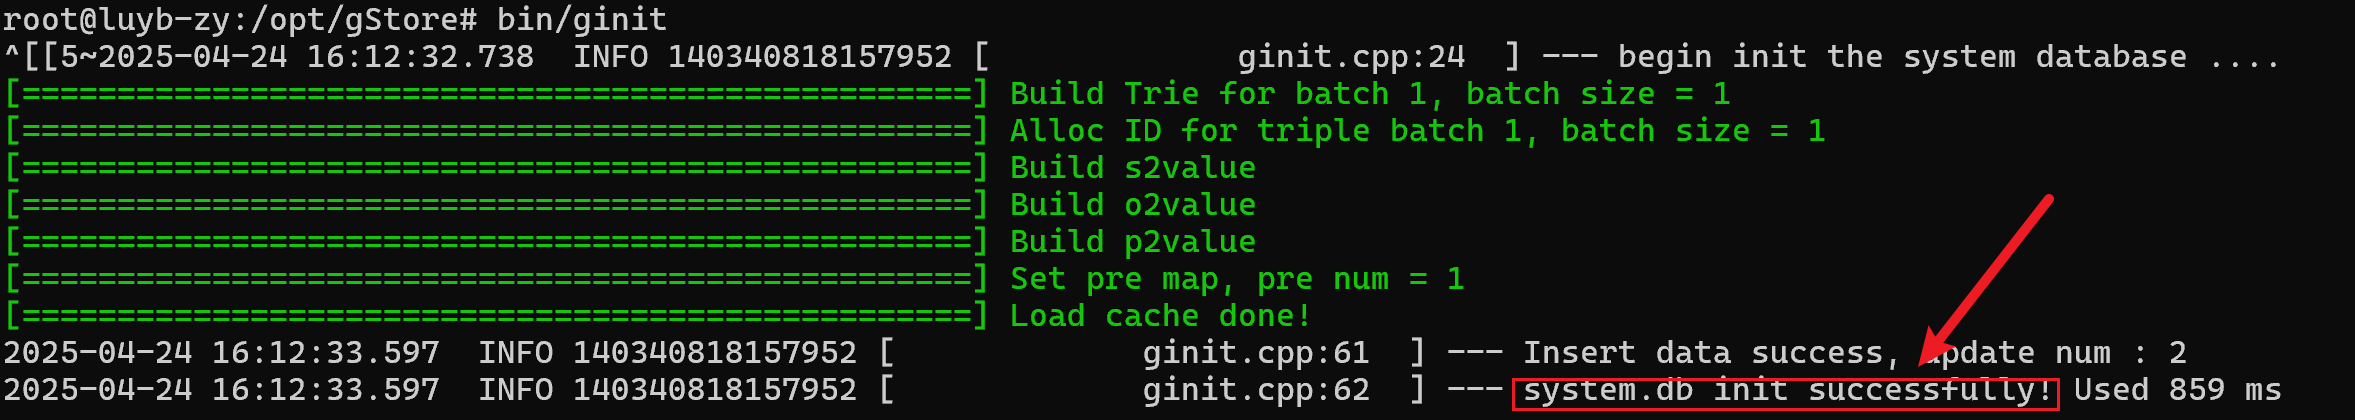 root@luyb-zy:/opt/gStore# bin/ginit
^[[5~2025-04-24 16:12:32.738  INFO 140340818157952 [             ginit.cpp:24  ] --- begin init the system database ....
[==================================================] Build Trie for batch 1, batch size = 1
[==================================================] Alloc ID for triple batch 1, batch size = 1
[==================================================] Build s2value
[==================================================] Build o2value
[==================================================] Build p2value
[==================================================] Set pre map, pre num = 1
[==================================================] Load cache done!
2025-04-24 16:12:33.597  INFO 140340818157952 [             ginit.cpp:61  ] --- Insert data success, update num : 2
2025-04-24 16:12:33.597  INFO 140340818157952 [             ginit.cpp:62  ] --- system.db init successfully! Used 859 ms